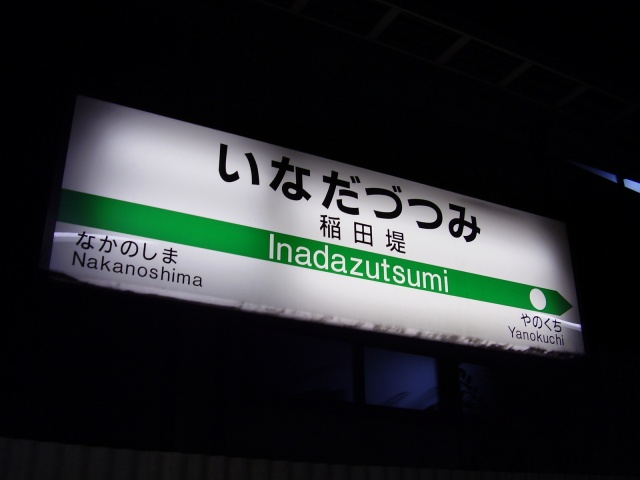 いなだづつみ
稲田堤
Inadazutsumi
なかのしま
Nakanoshima
やのくち
Yanokuchi